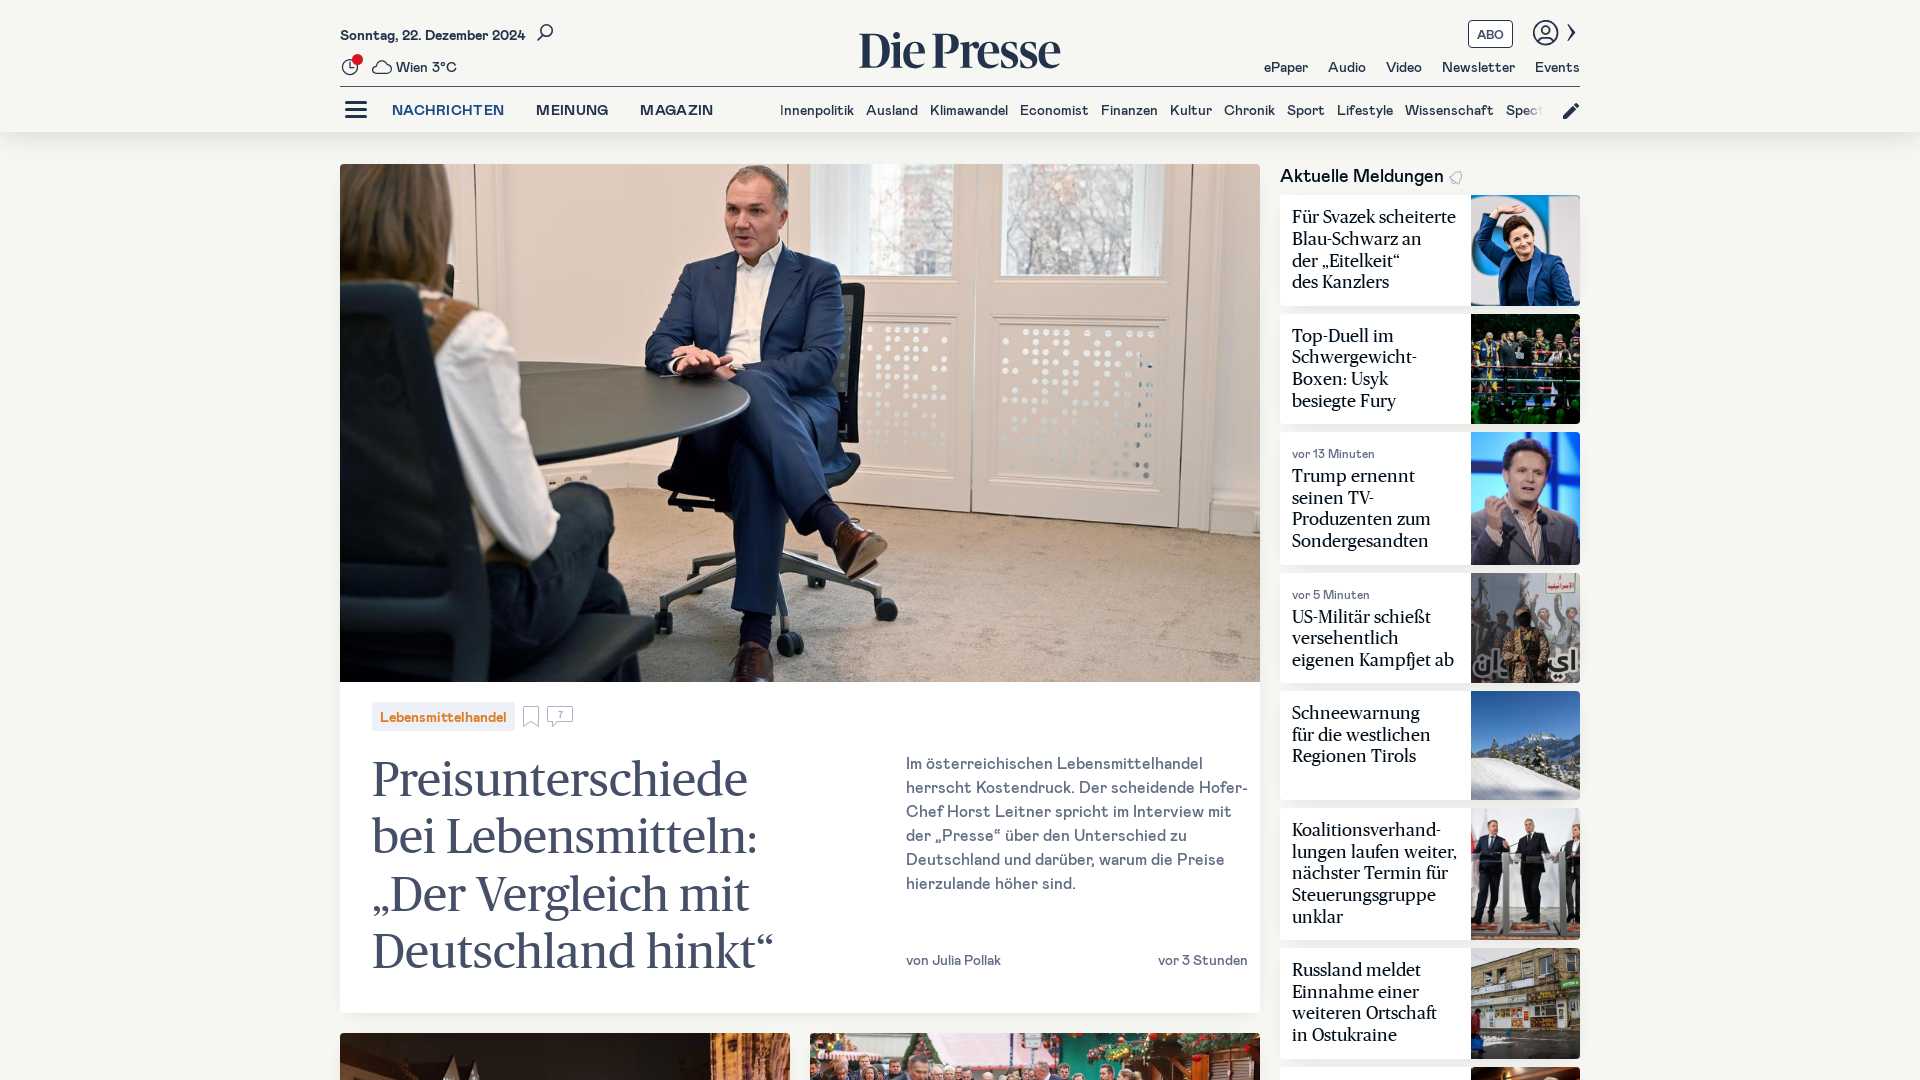 Sonntag, 22. Dezember 2024
Wien 3°C
Die Presse
ABO
ePaper Audio Video Newsletter Events
NACHRICHTEN MEINUNG MAGAZIN
Innenpolitik Ausland Klimawandel Economist Finanzen Kultur Chronik Sport Lifestyle Wissenschaft Spect
Lebensmittelhandel
7
Preisunterschiede
bei Lebensmitteln:
„Der Vergleich mit
Deutschland hinkt“
Im österreichischen Lebensmittelhandel
herrscht Kostendruck. Der scheidende Hofer-
Chef Horst Leitner spricht im Interview mit
der „Presse“ über den Unterschied zu
Deutschland und darüber, warum die Preise
hierzulande höher sind.
von Julia Pollak vor 3 Stunden
Aktuelle Meldungen
Für Svazek scheiterte
Blau-Schwarz an
der „Eitelkeit“
des Kanzlers
Top-Duell im
Schwergewicht-
Boxen: Usyk
besiegte Fury
vor 13 Minuten
Trump ernennt
seinen TV-
Produzenten zum
Sondergesandten
vor 5 Minuten
US-Militär schießt
versehentlich
eigenen Kampfjet ab
Schneewarnung
für die westlichen
Regionen Tirols
Koalitionsverhand-
lungen laufen weiter,
nächster Termin für
Steuerungsgruppe
unklar
Russland meldet
Einnahme einer
weiteren Ortschaft
in Ostukraine